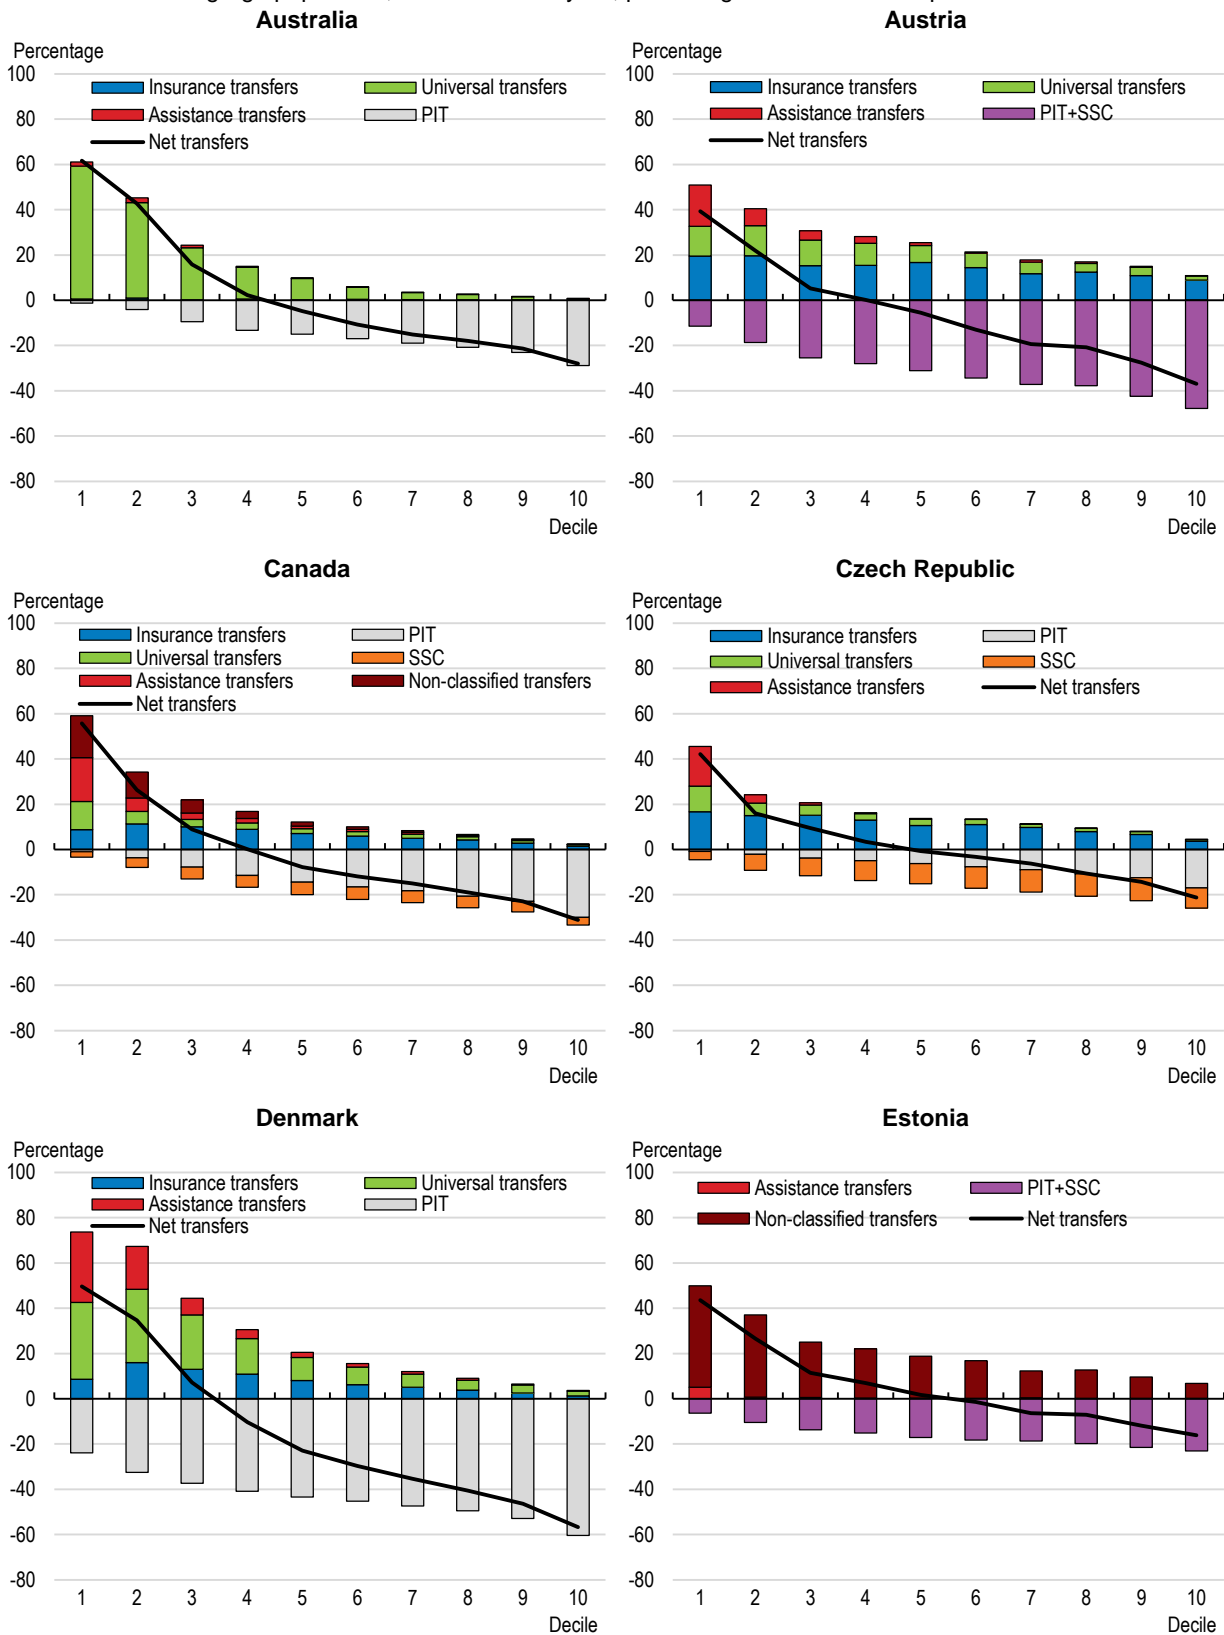 Australia
Percentage
Insurance transfers Universal transfers
Assistance transfers PIT
Net transfers
100
80
60
40
20
0
-20
-40
-60
-80
1 2 3 4 5 6 7 8 9 10
Decile
Austria
Percentage
Insurance transfers Universal transfers
Assistance transfers PIT+SSC
Net transfers
100
80
60
40
20
0
-20
-40
-60
-80
1 2 3 4 5 6 7 8 9 10
Decile
Canada
Percentage
Insurance transfers PIT
Universal transfers SSC
Assistance transfers Non-classified transfers
Net transfers
100
80
60
40
20
0
-20
-40
-60
-80
1 2 3 4 5 6 7 8 9 10
Decile
Czech Republic
Percentage
Insurance transfers PIT
Universal transfers SSC
Assistance transfers Net transfers
100
80
60
40
20
0
-20
-40
-60
-80
1 2 3 4 5 6 7 8 9 10
Decile
Denmark
Percentage
Insurance transfers Universal transfers
Assistance transfers PIT
Net transfers
100
80
60
40
20
0
-20
-40
-60
-80
1 2 3 4 5 6 7 8 9 10
Decile
Estonia
Percentage
Assistance transfers PIT+SSC
Non-classified transfers Net transfers
100
80
60
40
20
0
-20
-40
-60
-80
1 2 3 4 5 6 7 8 9 10
Decile